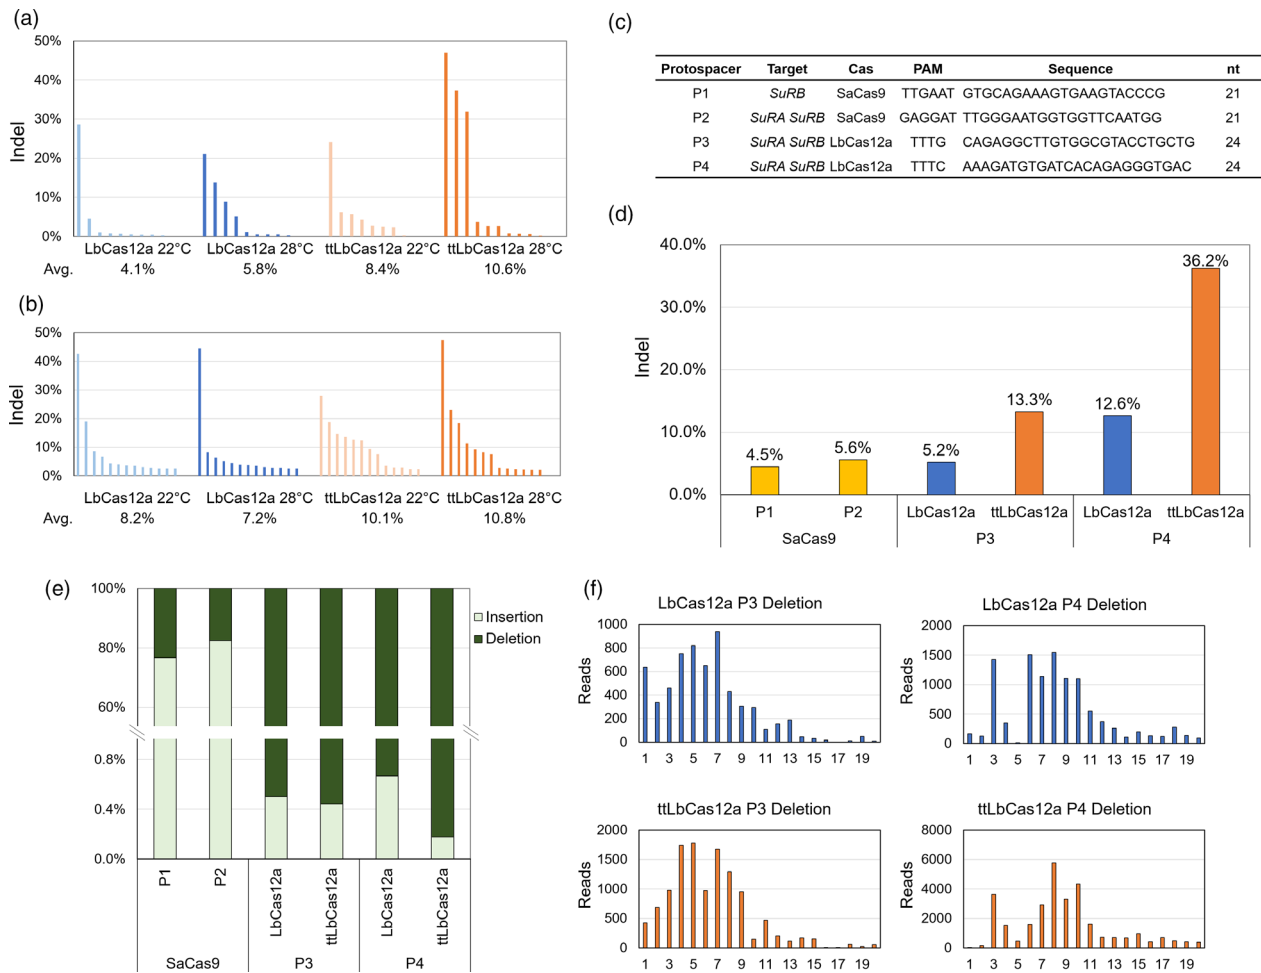 (a)
50%
40%
30%
20%
10%
0%
Indel
LbCas12a 22°C LbCas12a 28°C ttLbCas12a 22°C ttLbCas12a 28°C
Avg. 4.1% 5.8% 8.4% 10.6%
(b)
50%
40%
30%
20%
10%
0%
Indel
LbCas12a 22°C LbCas12a 28°C ttLbCas12a 22°C ttLbCas12a 28°C
Avg. 8.2% 7.2% 10.1% 10.8%
(c)
Protospacer Target Cas PAM Sequence nt
P1 SuRB SaCas9 TTGAAT GTGCAGAAAGTGAAGTACCCG 21
P2 SuRA SuRB SaCas9 GAGGAT TTGGGAATGGTGGTTCAATGG 21
P3 SuRA SuRB LbCas12a TTTG CAGAGGCTTGTGGCGTACCTGCTG 24
P4 SuRA SuRB LbCas12a TTTC AAAGATGTGATCACAGAGGGTGAC 24
(d)
40.0%
30.0%
20.0%
10.0%
0.0%
Indel
4.5% 5.6% 5.2% 13.3% 12.6% 36.2%
P1 P2 LbCas12a ttLbCas12a LbCas12a ttLbCas12a
SaCas9 P3 P4
(e)
100%
80%
60%
0.8%
0.4%
0.0%
Insertion
Deletion
P1 P2 LbCas12a ttLbCas12a LbCas12a ttLbCas12a
SaCas9 P3 P4
(f)
LbCas12a P3 Deletion
Reads
1000
800
600
400
200
0
1 3 5 7 9 11 13 15 17 19
LbCas12a P4 Deletion
Reads
2000
1500
1000
500
0
1 3 5 7 9 11 13 15 17 19
ttLbCas12a P3 Deletion
Reads
2000
1500
1000
500
0
1 3 5 7 9 11 13 15 17 19
ttLbCas12a P4 Deletion
Reads
8000
6000
4000
2000
0
1 3 5 7 9 11 13 15 17 19